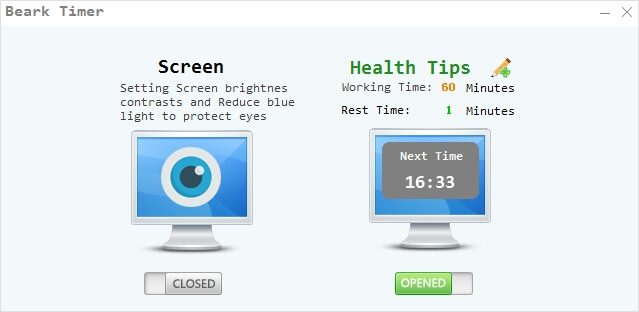 Beark Timer
Screen
Setting Screen brightnes
contrasts and Reduce blue
light to protect eyes
CLOSED
Health Tips
Working Time: 60 Minutes
Rest Time: 1 Minutes
Next Time
16:33
OPENED